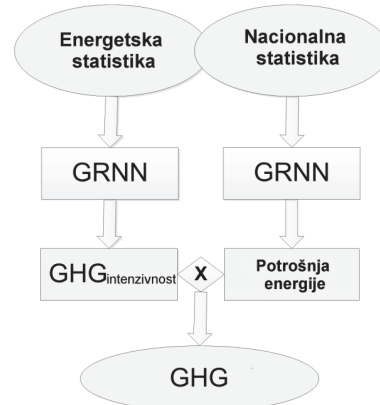 Energetska
statistika
Nacionalna
statistika
GRNN
GRNN
GHGintenzivnost
X
Potrošnja
energije
GHG